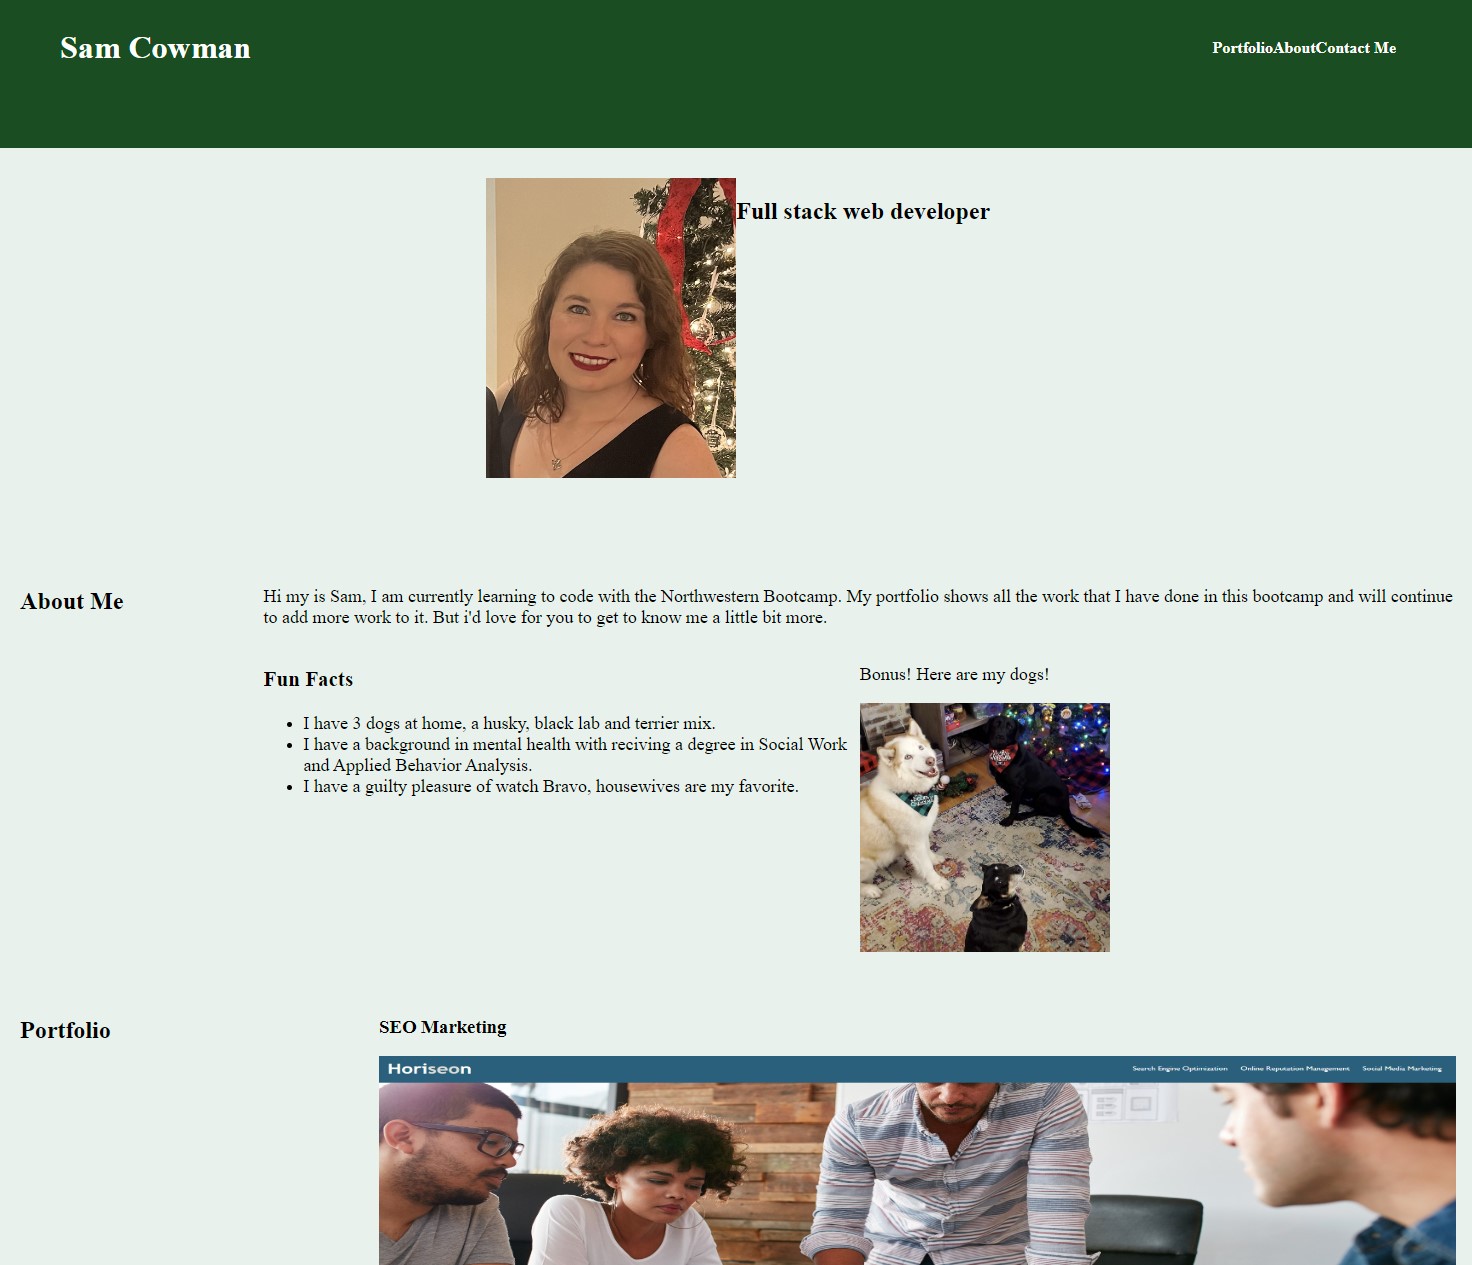 Sam Cowman
PortfolioAboutContact Me
Full stack web developer
About Me
Hi my is Sam, I am currently learning to code with the Northwestern Bootcamp. My portfolio shows all the work that I have done in this bootcamp and will continue
to add more work to it. But i'd love for you to get to know me a little bit more.
Fun Facts
I have 3 dogs at home, a husky, black lab and terrier mix.
I have a background in mental health with reciving a degree in Social Work
and Applied Behavior Analysis.
I have a guilty pleasure of watch Bravo, housewives are my favorite.
Bonus! Here are my dogs!
Portfolio
SEO Marketing
Horiseon
Search Engine Optimization Online Reputation Management Social Media Marketing